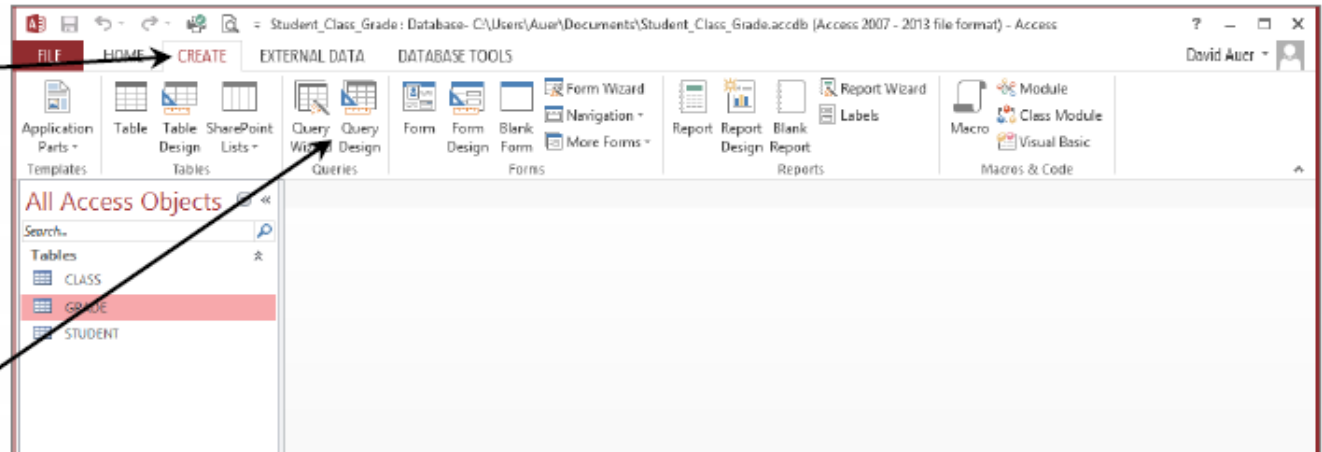 Student_Class_Grade : Database- C:\Users\Auer\Documents\Student_Class_Grade.accdb (Access 2007 - 2013 file format) - Access ? – X
FILE HOME CREATE EXTERNAL DATA DATABASE TOOLS David Auer
Application Parts
Table
Table Design
SharePoint Lists
Query Wizard
Query Design
Form
Form Design
Blank Form
Form Wizard
Navigation
More Forms
Report
Report Design
Blank Report
Report Wizard
Labels
Macro
Module
Class Module
Visual Basic
Templates Tables Queries Forms Reports Macros & Code
All Access Objects «
Search..
Tables
CLASS
GRADE
STUDENT